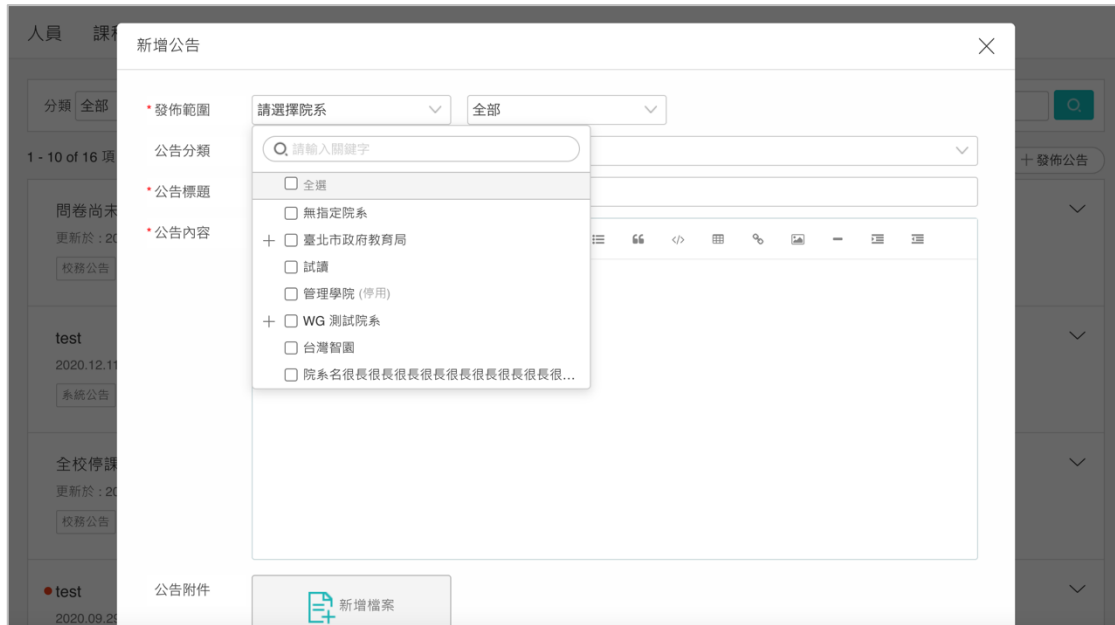 人員
新增公告
分類 全部
* 發佈範圍
請選擇院系
全部
公告分類
請輸入關鍵字
1 - 10 of 16 項
發佈公告
全選
* 公告標題
無指定院系
問卷尚未
* 公告內容
臺北市政府教育局
更新於 : 20
試讀
校務公告
管理學院 (停用)
WG 測試院系
test
台灣智園
2020.12.11
院系名很長很長很長很長很長很長很長很長很長很...
系統公告
全校停課
更新於 : 20
校務公告
公告附件
新增檔案
test
2020.09.29